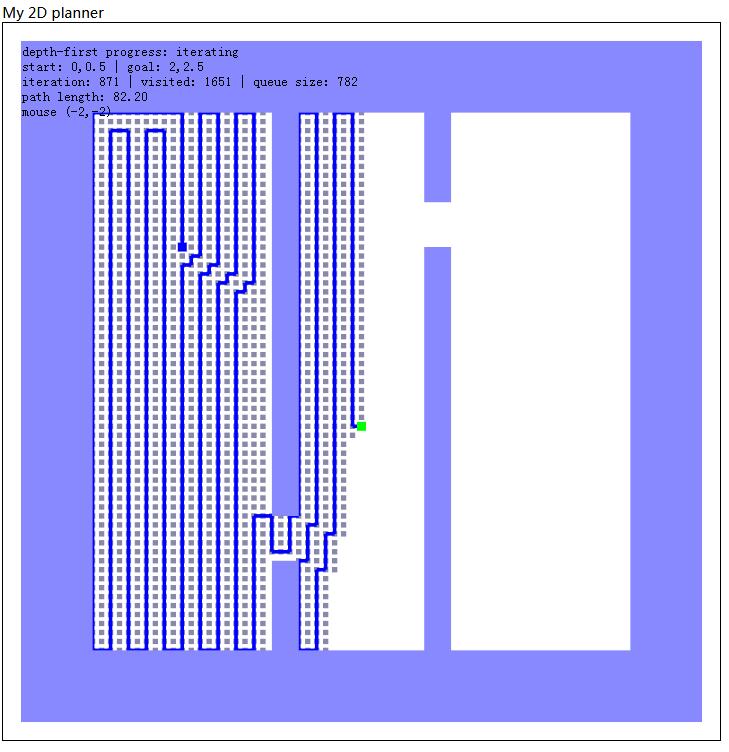 My 2D planner
depth-first progress: iterating
start: 0,0.5 | goal: 2,2.5
iteration: 871 | visited: 1651 | queue size: 782
path length: 82.20
mouse (-2,-2)